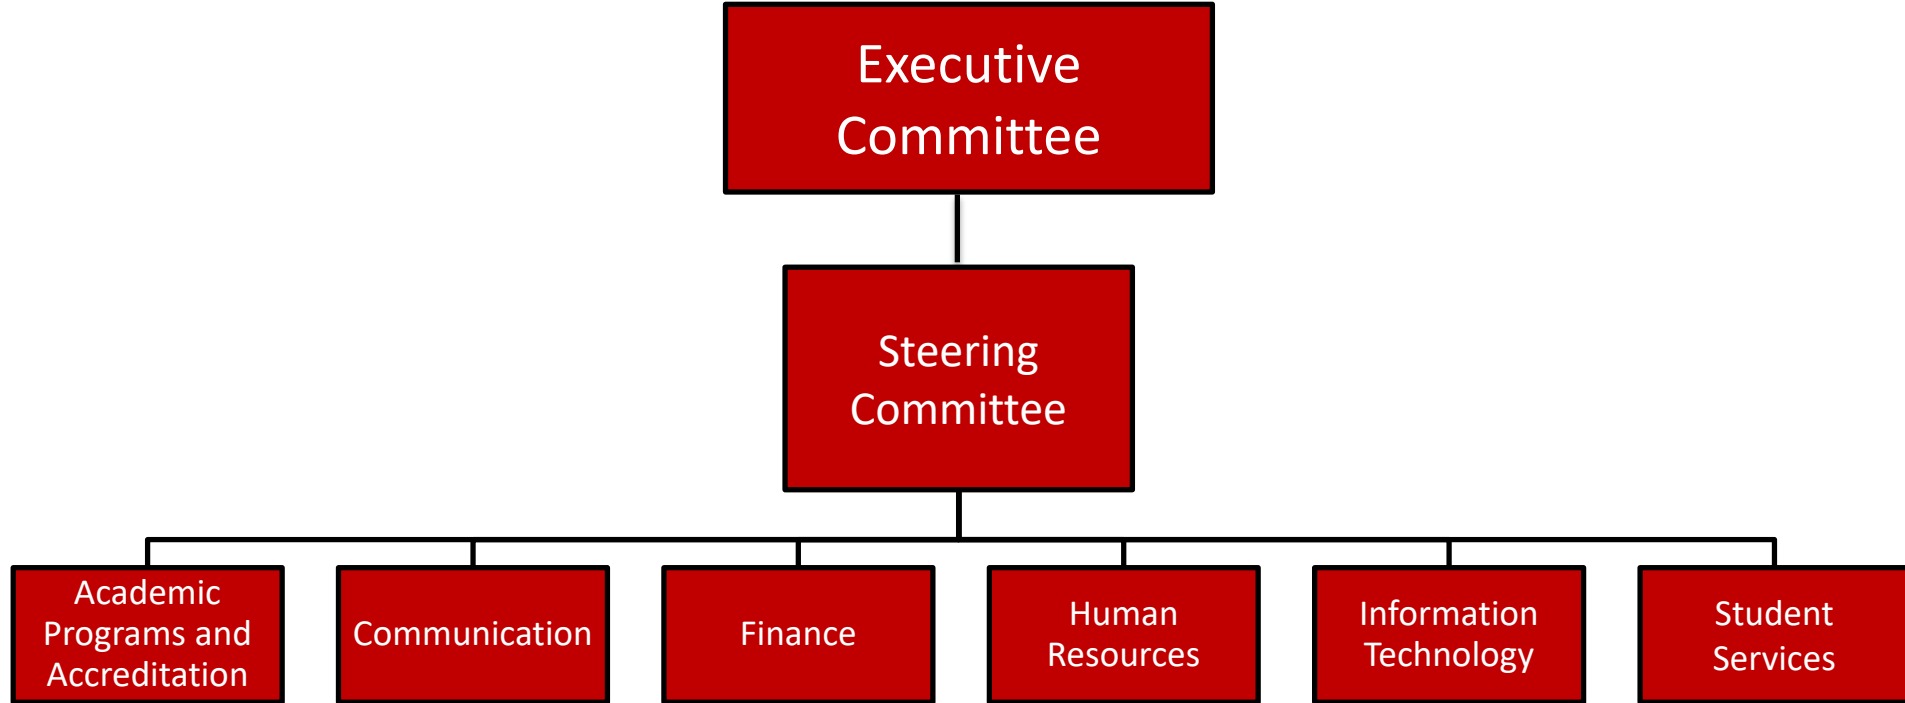 Executive
Committee
Steering
Committee
Academic
Programs and
Accreditation
Communication
Finance
Human
Resources
Information
Technology
Student
Services